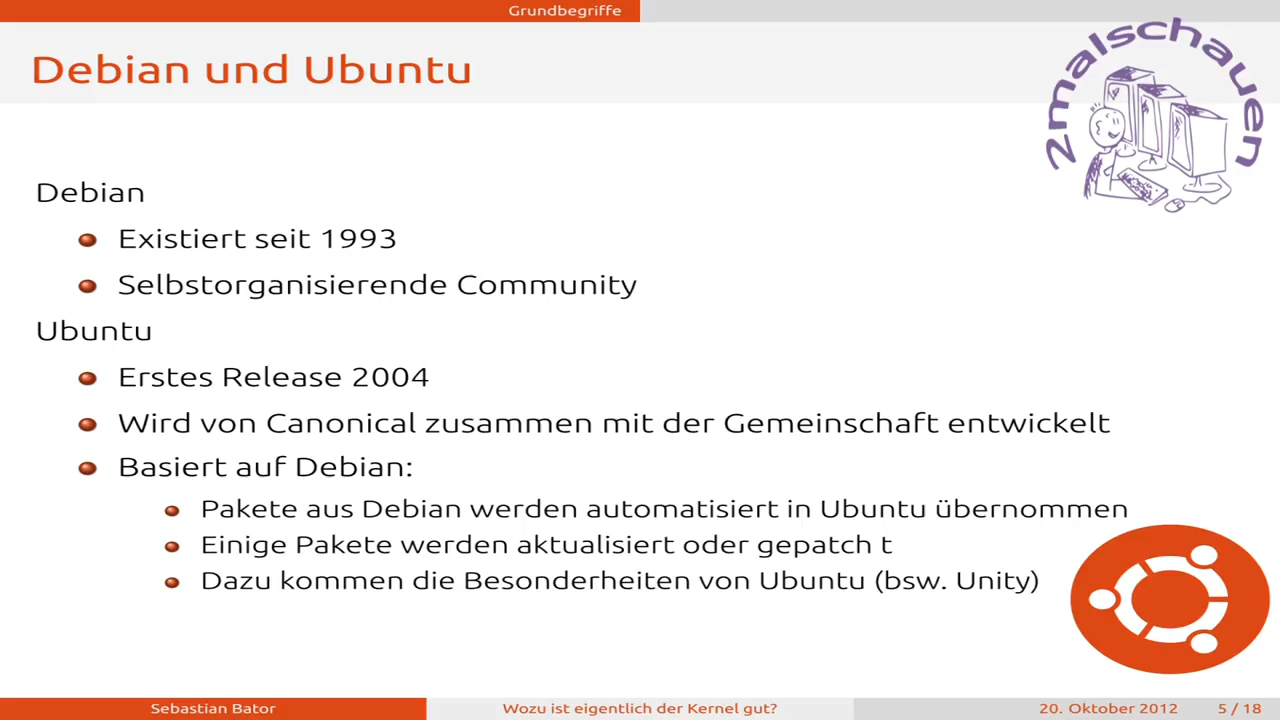 Grundbegriffe
Debian und Ubuntu
2malschauen
Debian
Existiert seit 1993
Selbstorganisierende Community
Ubuntu
Erstes Release 2004
Wird von Canonical zusammen mit der Gemeinschaft entwickelt
Basiert auf Debian:
Pakete aus Debian werden automatisiert in Ubuntu übernommen
Einige Pakete werden aktualisiert oder gepatch t
Dazu kommen die Besonderheiten von Ubuntu (bsw. Unity)
Sebastian Bator
Wozu ist eigentlich der Kernel gut?
20. Oktober 2012
5 / 18